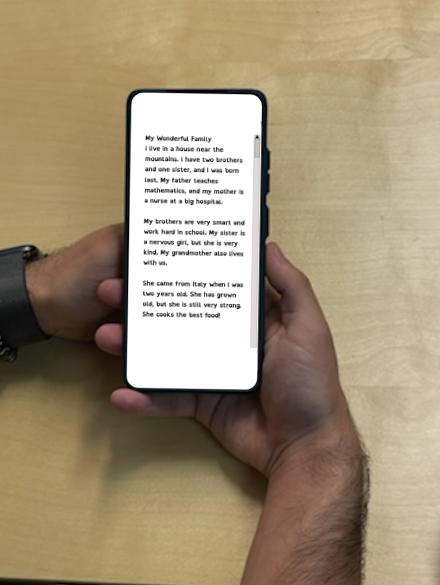 My Wonderful Family
I live in a house near the
mountains. I have two brothers
and one sister, and I was born
last. My father teaches
mathematics, and my mother is
a nurse at a big hospital.
My brothers are very smart and
work hard in school. My sister is
a nervous girl, but she is very
kind. My grandmother also lives
with us.
She came from Italy when I was
two years old. She has grown
old, but she is still very strong.
She cooks the best food!